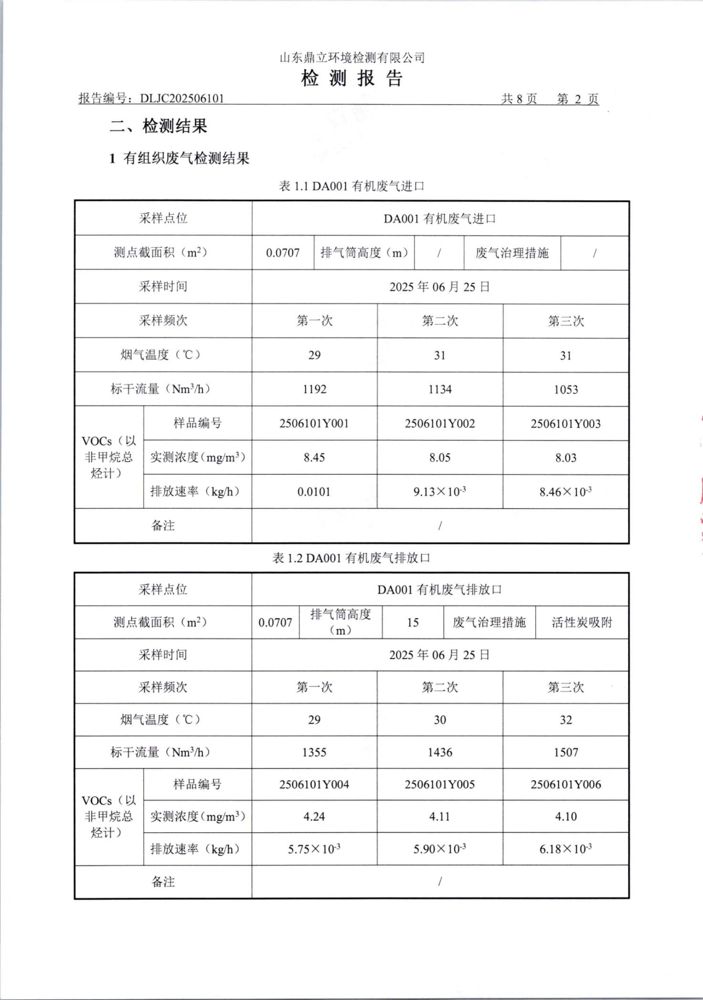 山东鼎立环境检测有限公司
检测报告
报告编号：DLJC202506101 共8页 第 2 页
二、检测结果
1 有组织废气检测结果
表 1.1 DA001 有机废气进口
采样点位 DA001 有机废气进口
测点截面积（m²） 0.0707 排气筒高度（m） / 废气治理措施 /
采样时间 2025 年 06 月 25 日
采样频次 第一次 第二次 第三次
烟气温度（℃） 29 31 31
标干流量（Nm³/h） 1192 1134 1053
VOCs（以
非甲烷总
烃计）
样品编号 2506101Y001 2506101Y002 2506101Y003
实测浓度（mg/m³） 8.45 8.05 8.03
排放速率（kg/h） 0.0101 9.13×10⁻³ 8.46×10⁻³
备注 /
表 1.2 DA001 有机废气排放口
采样点位 DA001 有机废气排放口
测点截面积（m²） 0.0707 排气筒高度
（m） 15 废气治理措施 活性炭吸附
采样时间 2025 年 06 月 25 日
采样频次 第一次 第二次 第三次
烟气温度（℃） 29 30 32
标干流量（Nm³/h） 1355 1436 1507
VOCs（以
非甲烷总
烃计）
样品编号 2506101Y004 2506101Y005 2506101Y006
实测浓度（mg/m³） 4.24 4.11 4.10
排放速率（kg/h） 5.75×10⁻³ 5.90×10⁻³ 6.18×10⁻³
备注 /